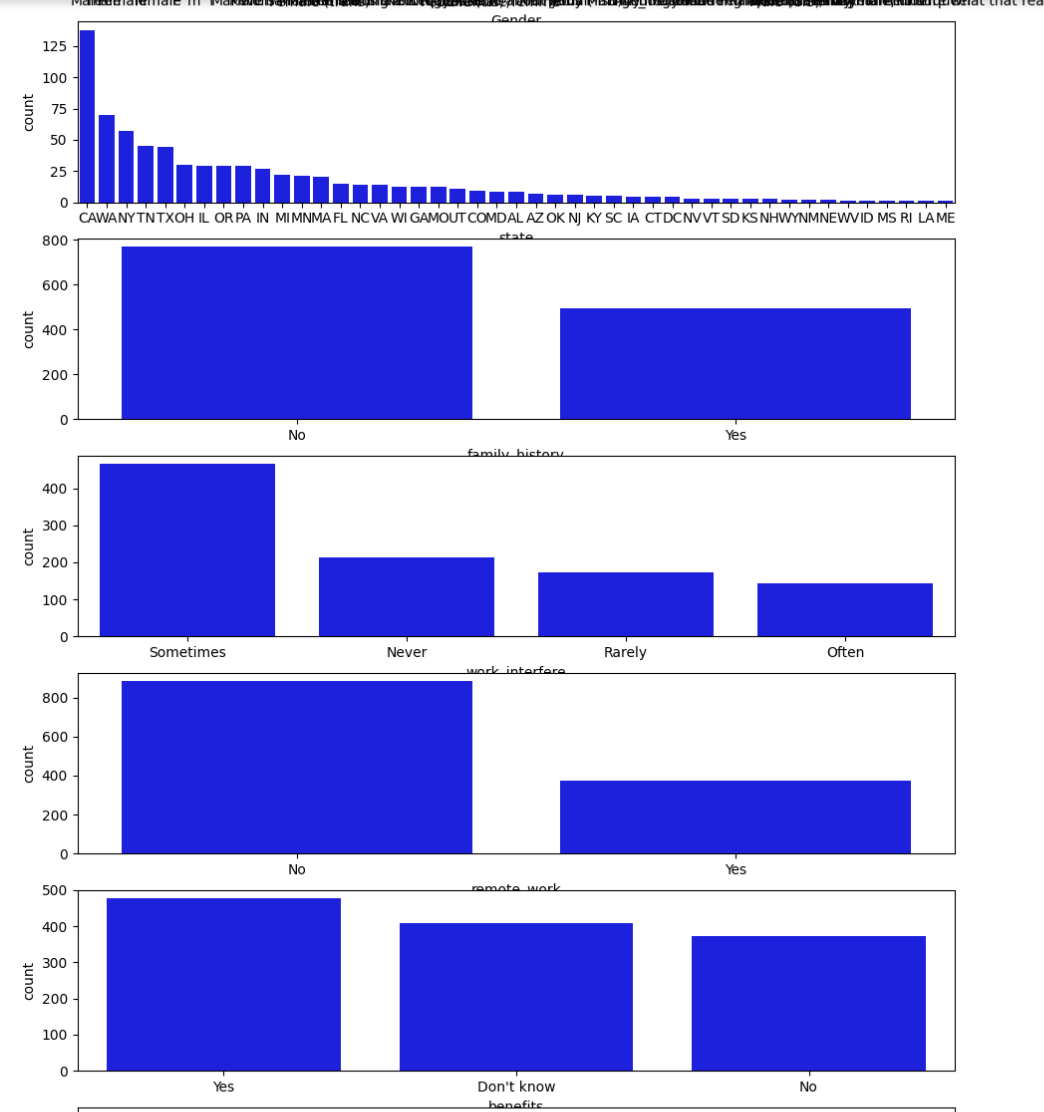 Gender
125
100
75
50
25
0
count
CA WA NY TN TX OH IL OR PA IN MI MN MA FL NC VA WI GA MO UT CO MD AL AZ OK NJ KY SC IA CT DC NV VT SD KS NH WY NM NE WV ID MS RI LA ME
state
800
600
400
200
0
count
No Yes
family_history
400
300
200
100
0
count
Sometimes Never Rarely Often
work_interfere
800
600
400
200
0
count
No Yes
remote_work
500
400
300
200
100
0
count
Yes Don't know No
benefits